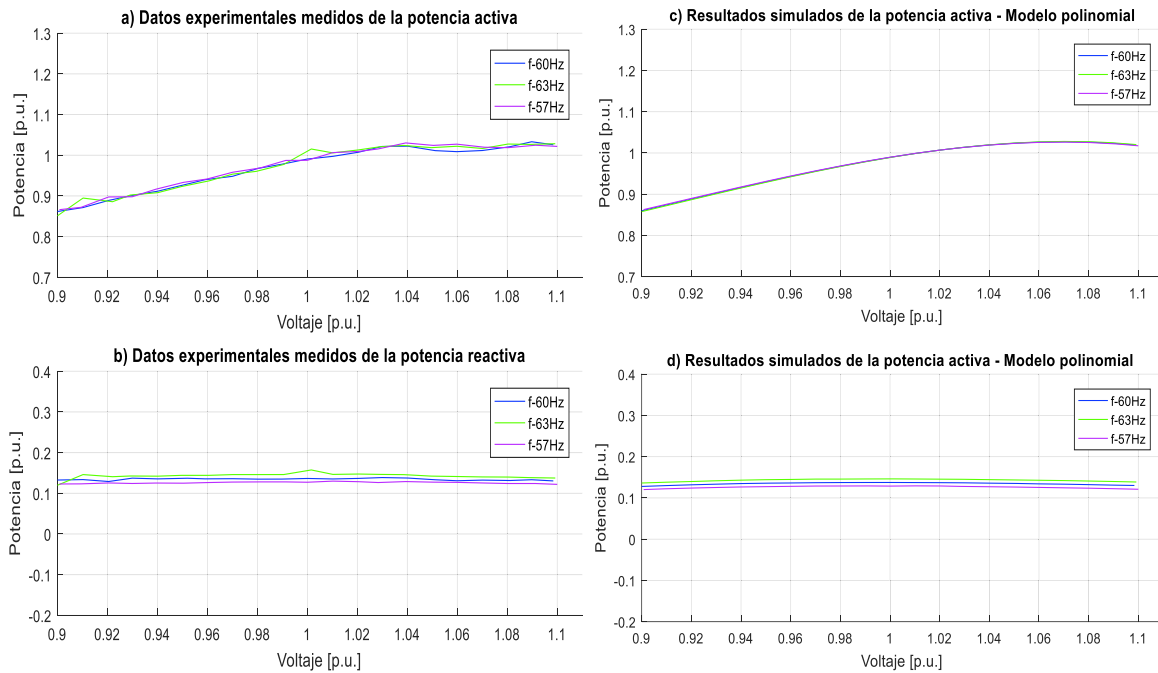 a) Datos experimentales medidos de la potencia activa
1.3
1.2
1.1
1
0.9
0.8
0.7
Potencia [p.u.]
f-60Hz
f-63Hz
f-57Hz
0.9 0.92 0.94 0.96 0.98 1 1.02 1.04 1.06 1.08 1.1
Voltaje [p.u.]
c) Resultados simulados de la potencia activa - Modelo polinomial
1.3
1.2
1.1
1
0.9
0.8
0.7
Potencia [p.u.]
f-60Hz
f-63Hz
f-57Hz
0.9 0.92 0.94 0.96 0.98 1 1.02 1.04 1.06 1.08 1.1
Voltaje [p.u.]
b) Datos experimentales medidos de la potencia reactiva
0.4
0.3
0.2
0.1
0
-0.1
-0.2
Potencia [p.u.]
f-60Hz
f-63Hz
f-57Hz
0.9 0.92 0.94 0.96 0.98 1 1.02 1.04 1.06 1.08 1.1
Voltaje [p.u.]
d) Resultados simulados de la potencia activa - Modelo polinomial
0.4
0.3
0.2
0.1
0
-0.1
-0.2
Potencia [p.u.]
f-60Hz
f-63Hz
f-57Hz
0.9 0.92 0.94 0.96 0.98 1 1.02 1.04 1.06 1.08 1.1
Voltaje [p.u.]